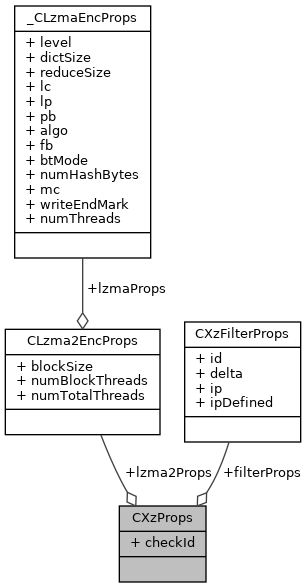 _CLzmaEncProps
+ level
+ dictSize
+ reduceSize
+ lc
+ lp
+ pb
+ algo
+ fb
+ btMode
+ numHashBytes
+ mc
+ writeEndMark
+ numThreads
+lzmaProps
CLzma2EncProps
+ blockSize
+ numBlockThreads
+ numTotalThreads
CXzFilterProps
+ id
+ delta
+ ip
+ ipDefined
+lzma2Props
+filterProps
CXzProps
+ checkId